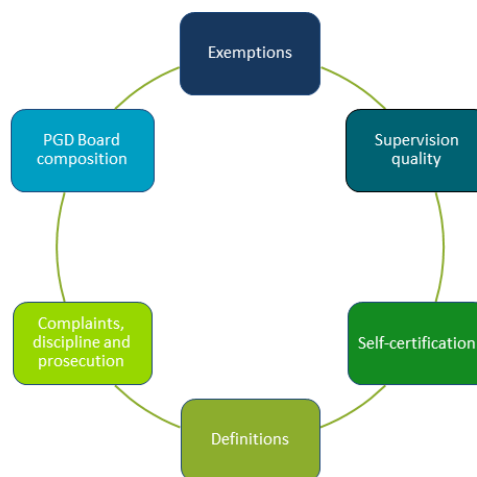 Exemptions
Supervision
quality
Self-certification
Definitions
Complaints,
discipline and
prosecution
PGD Board
composition